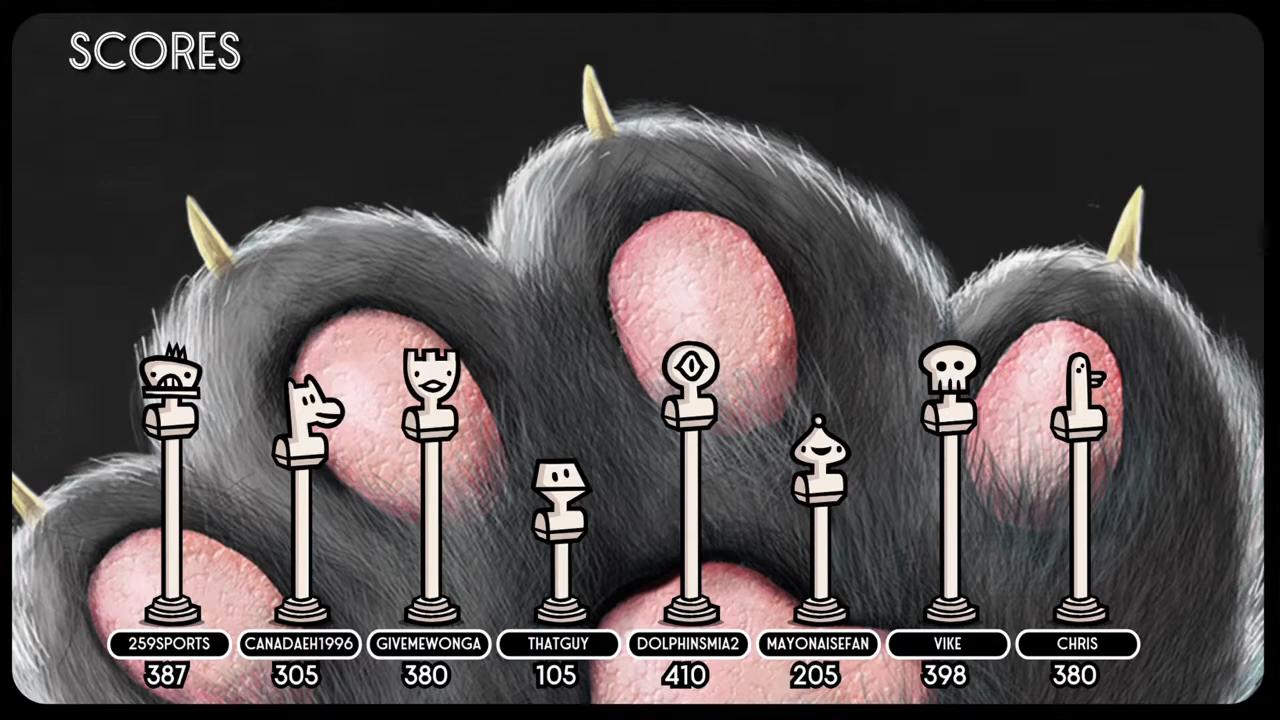 SCORES
259SPORTS CANADAEH1996 GIVEMEWONGA THATGUY DOLPHINSMIA2 MAYONAISEFAN VIKE CHRIS
387 305 380 105 410 205 398 380